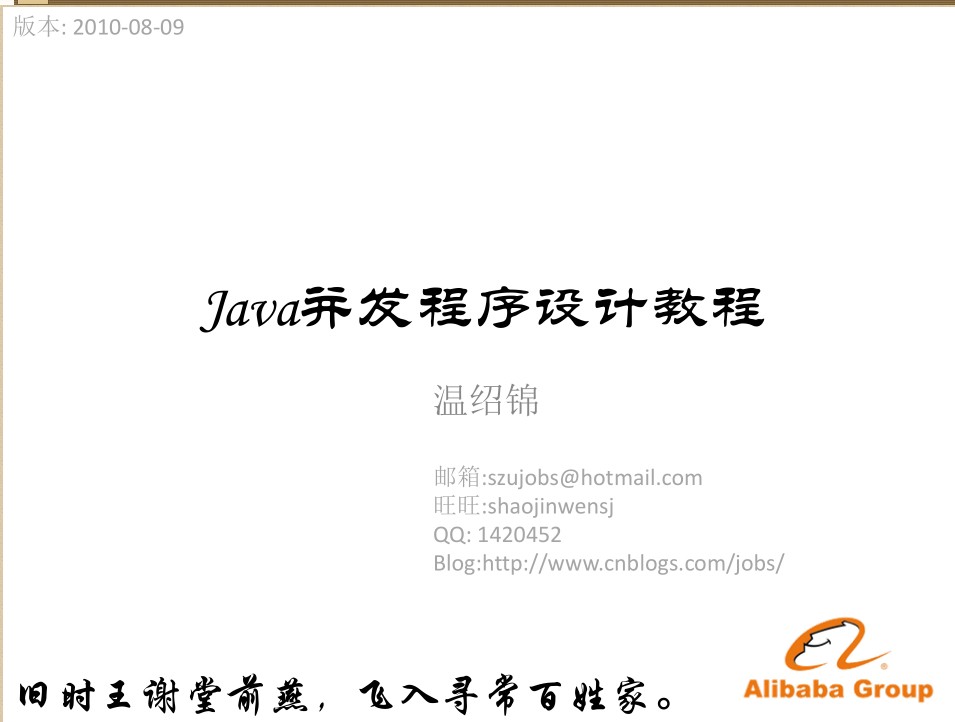 版本: 2010-08-09
Java并发程序设计教程
温绍锦
邮箱:szujobs@hotmail.com
旺旺:shaojinwensj
QQ: 1420452
Blog:http://www.cnblogs.com/jobs/
Alibaba Group
旧时王谢堂前燕，飞入寻常百姓家。